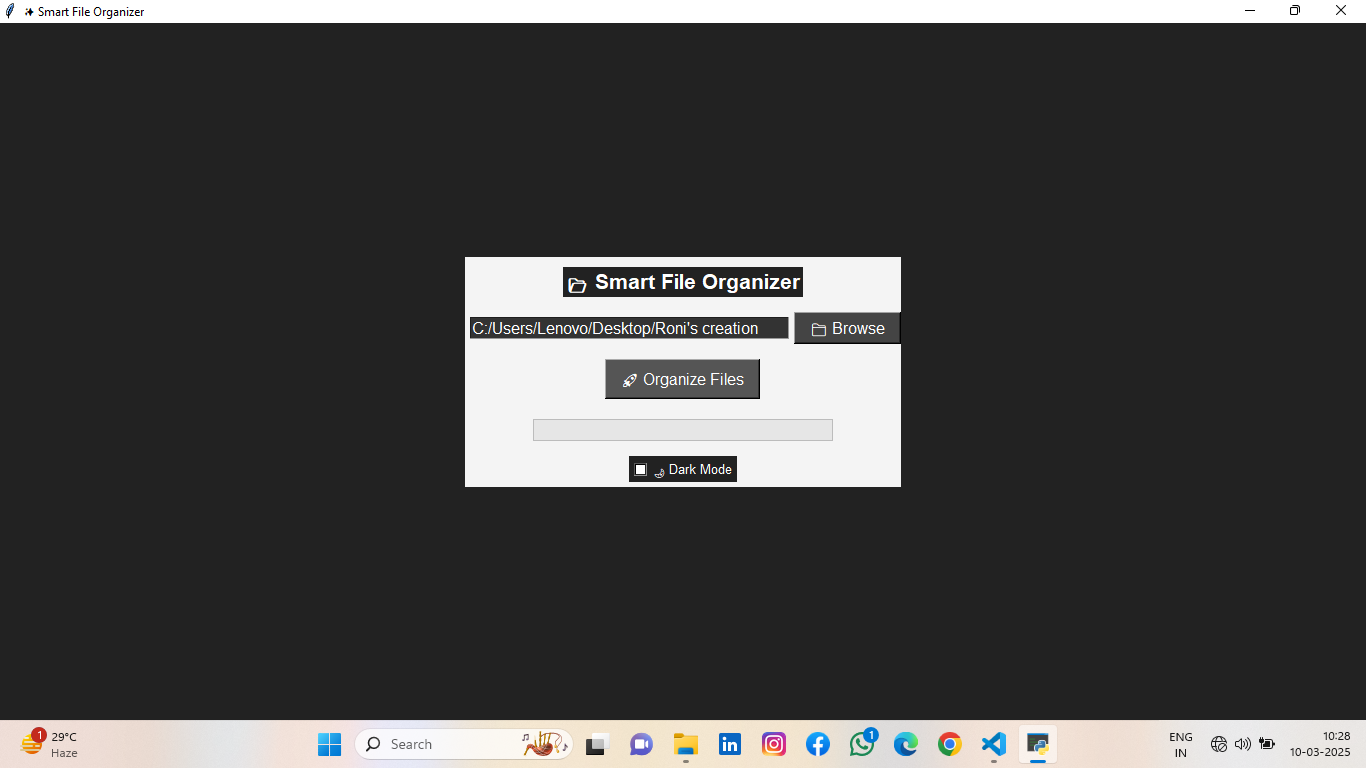 Smart File Organizer
Smart File Organizer
C:/Users/Lenovo/Desktop/Roni's creation
Browse
Organize Files
Dark Mode
1
29°C
Haze
Search
1
ENG
IN
10:28
10-03-2025